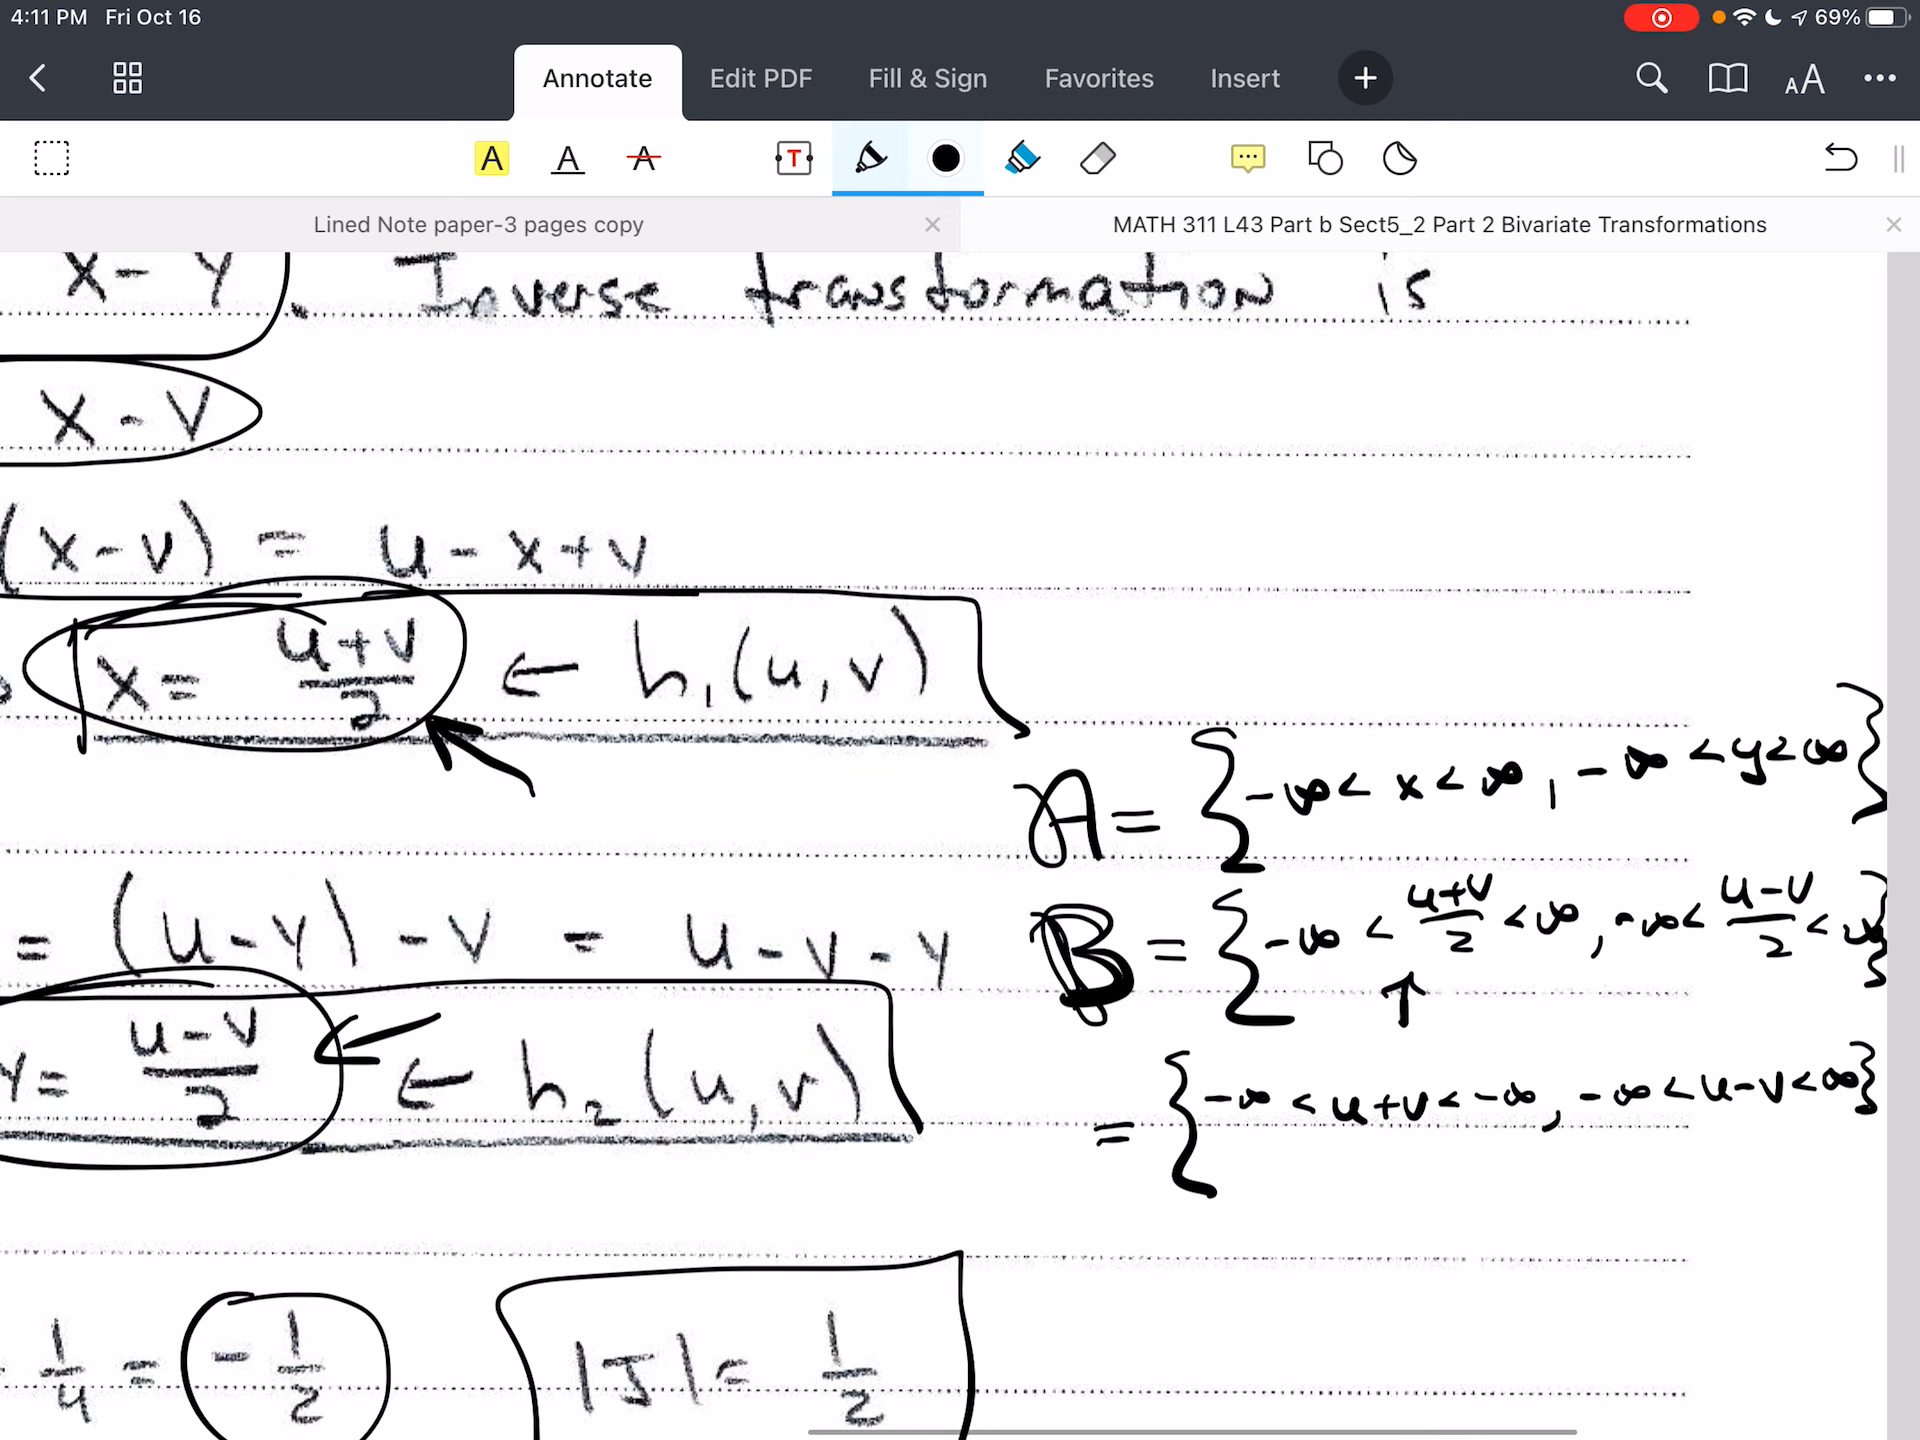 4:11 PM Fri Oct 16 69%
Annotate Edit PDF Fill & Sign Favorites Insert
A A A T
Lined Note paper-3 pages copy MATH 311 L43 Part b Sect5_2 Part 2 Bivariate Transformations
X - Y . Inverse transformation is
X - V
(x-v) = u - x + v
x = (u+v)/2 ← h₁(u,v)
A = {-∞ < x < ∞, -∞ < y < ∞}
= (u-y) - v = u - v - y
B = {-∞ < (u+v)/2 < ∞, -∞ < (u-v)/2 < ∞}
↑
Y = (u-v)/2 ← h₂(u,v)
= {-∞ < u+v < -∞, -∞ < u-v < ∞}
1/4 = -1/2 |J| = 1/2